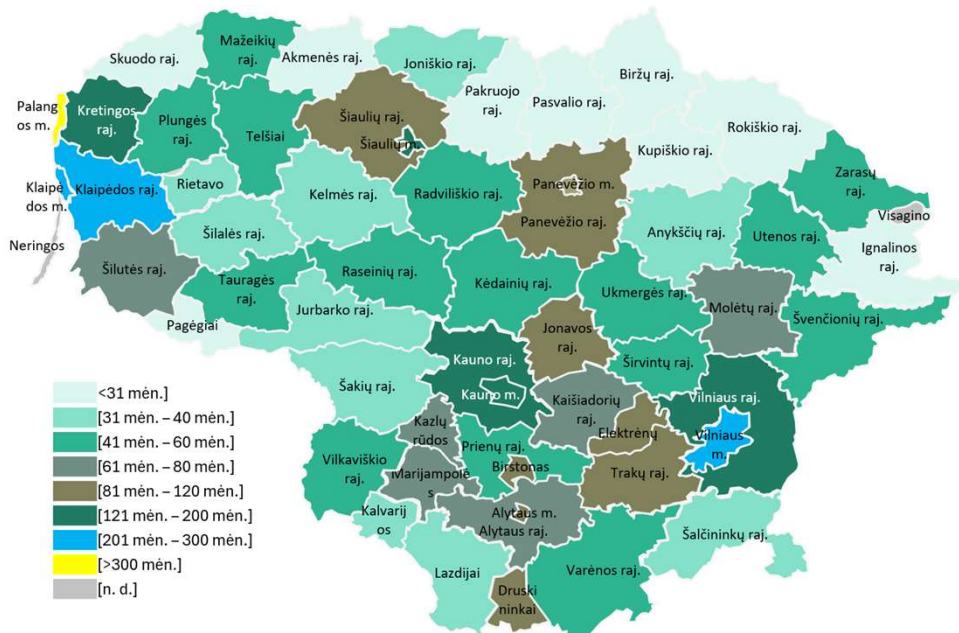 Skuodo raj.
Mažeikių
raj.
Akmenės raj.
Joniškio raj.
Pakruojo
raj.
Pasvalio raj.
Biržų raj.
Rokiškio raj.
Kupiškio raj.
Palang
os m.
Kretingos
raj.
Plungės
raj.
Telšiai
Šiaulių raj.
Šiaulių m.
Klaipė
dos m.
Klaipėdos raj.
Rietavo
Kelmės raj.
Radviliškio raj.
Panevėžio m.
Panevėžio raj.
Zarasų
raj.
Visagino
Anykščių raj.
Utenos raj.
Ignalinos
raj.
Neringos
Šilutės raj.
Šilalės raj.
Tauragės
raj.
Raseinių raj.
Kėdainių raj.
Ukmergės raj.
Molėtų raj.
Švenčionių raj.
Pagėgiai
Jurbarko raj.
Jonavos
raj.
Širvintų raj.
Kauno raj.
Kauno m.
Šakių raj.
Kaišiadorių
raj.
Vilniaus raj.
Vilniaus
m.
Elektrėnų
Kazlų
rūdos
Prienų raj.
Birstonas
Trakų raj.
Vilkaviškio
raj.
Marijampolė
s
Kalvarij
os
Alytaus m.
Alytaus raj.
Šalčininkų raj.
Lazdijai
Varėnos raj.
Druski
ninkai
<31 mėn.]
[31 mėn. – 40 mėn.]
[41 mėn. – 60 mėn.]
[61 mėn. – 80 mėn.]
[81 mėn. – 120 mėn.]
[121 mėn. – 200 mėn.]
[201 mėn. – 300 mėn.]
[>300 mėn.]
[n. d.]